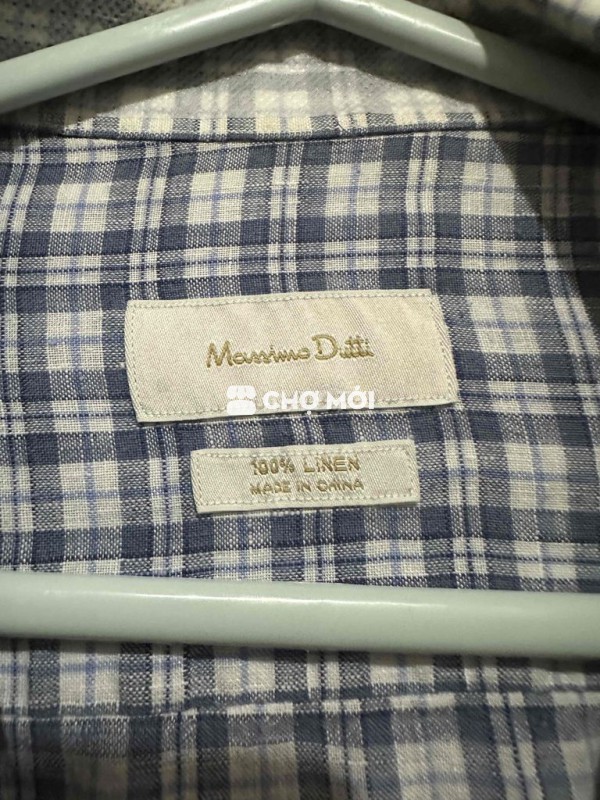 Massimo Dutti
CHỢ MỚI
100% LINEN
MADE IN CHINA